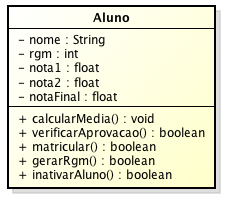 Aluno
- nome : String
- rgm : int
- nota1 : float
- nota2 : float
- notaFinal : float
+ calcularMedia() : void
+ verificarAprovacao() : boolean
+ matricular() : boolean
+ gerarRgm() : boolean
+ inativarAluno() : boolean